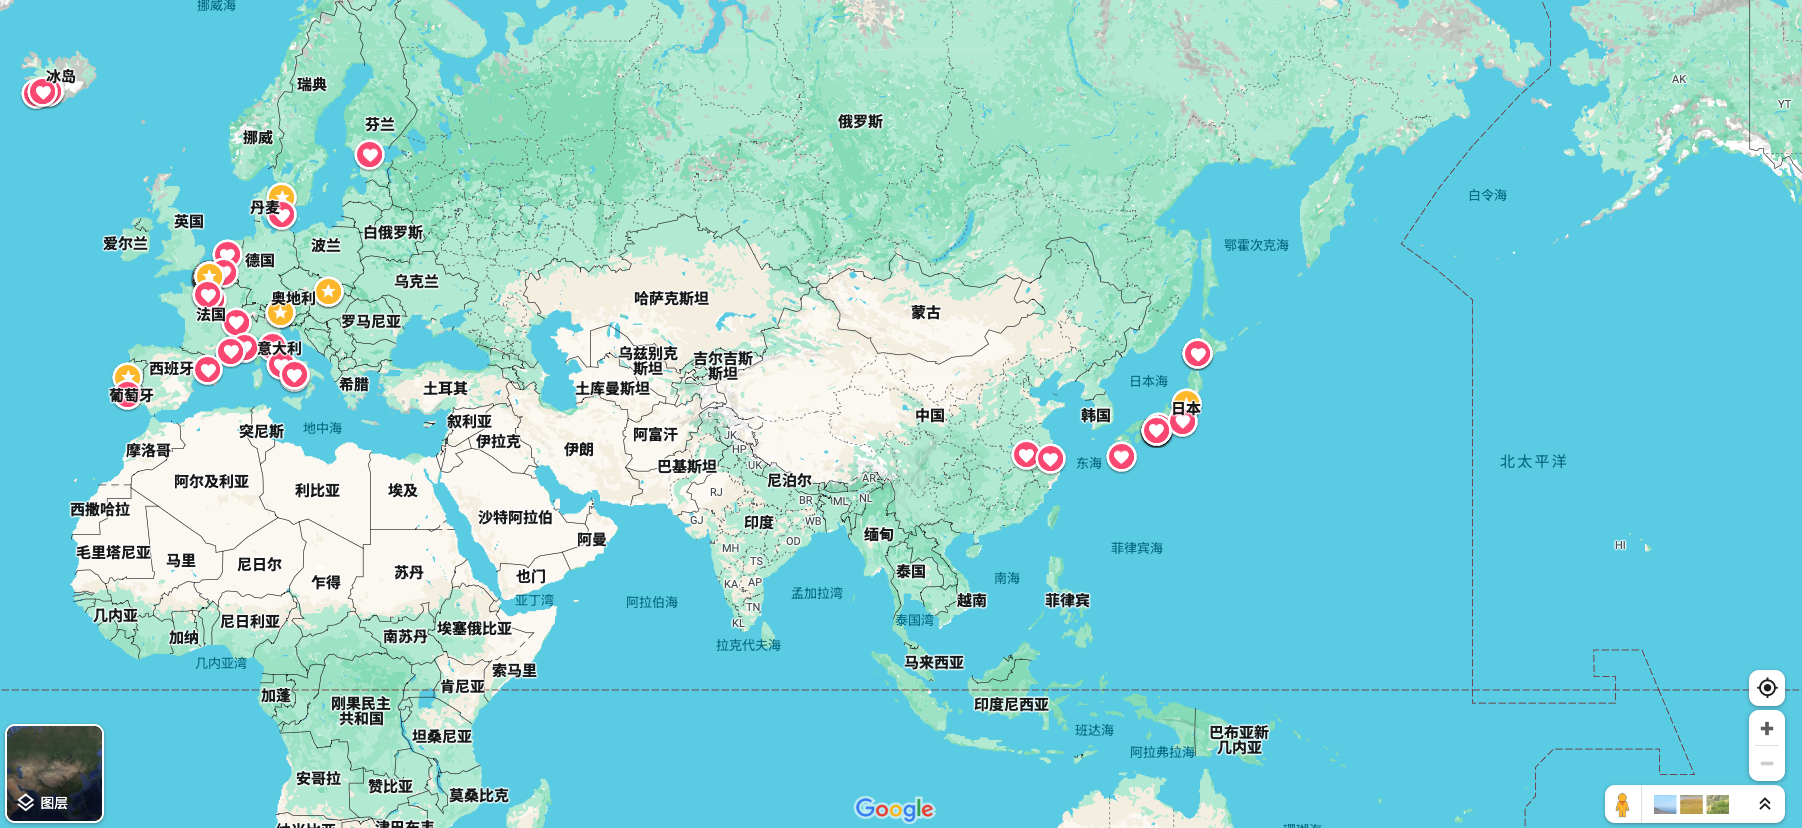 挪威海
冰岛
瑞典
芬兰
挪威
俄罗斯
AK
YT
白令海
丹麦
英国
爱尔兰
白俄罗斯
波兰
德国
鄂霍次克海
乌克兰
奥地利
哈萨克斯坦
蒙古
法国
罗马尼亚
意大利
西班牙
乌兹别克
斯坦
吉尔吉斯
斯坦
葡萄牙
希腊
土耳其
土库曼斯坦
日本海
日本
韩国
中国
突尼斯
地中海
叙利亚
伊拉克
伊朗
阿富汗
JK
HP
UK
摩洛哥
巴基斯坦
东海
北太平洋
阿尔及利亚
利比亚
埃及
尼泊尔
AR
RJ
BR
ML
NL
西撒哈拉
沙特阿拉伯
GJ
印度
WB
OD
缅甸
阿曼
HI
毛里塔尼亚
马里
尼日尔
乍得
苏丹
也门
MH
TS
泰国
南海
菲律宾海
KA
AP
亚丁湾
阿拉伯海
孟加拉湾
TN
越南
菲律宾
几内亚
加纳
尼日利亚
南苏丹
埃塞俄比亚
KL
泰国湾
拉克代夫海
几内亚湾
索马里
马来西亚
加蓬
肯尼亚
刚果民主
共和国
印度尼西亚
坦桑尼亚
班达海
阿拉弗拉海
巴布亚新
几内亚
安哥拉
赞比亚
莫桑比克
图层
Google
纳米比亚
津巴布韦
珊瑚海